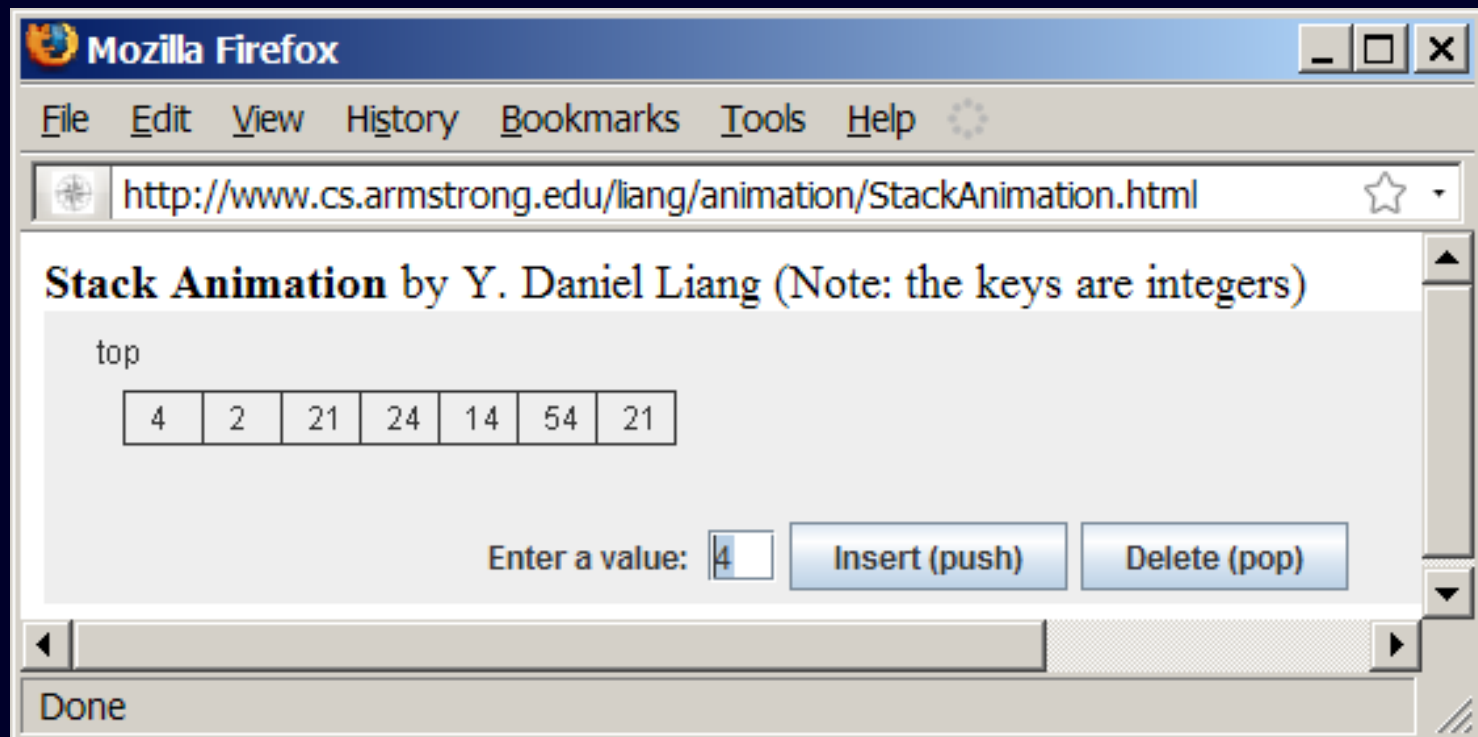 Mozilla Firefox
File Edit View History Bookmarks Tools Help
http://www.cs.armstrong.edu/liang/animation/StackAnimation.html
Stack Animation by Y. Daniel Liang (Note: the keys are integers)
top
4 2 21 24 14 54 21
Enter a value: 4 Insert (push) Delete (pop)
Done